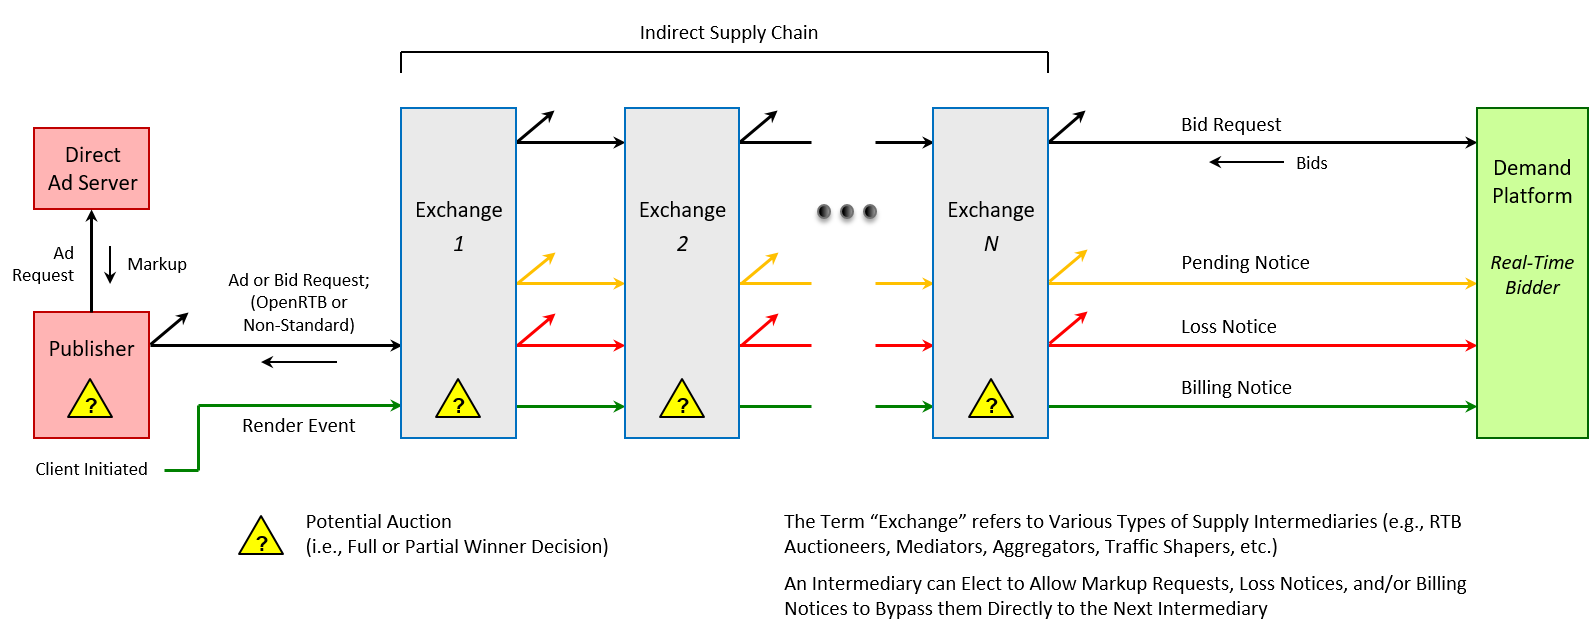 Indirect Supply Chain
Direct
Ad Server
Ad
Request
Markup
Publisher
?
Ad or Bid Request;
(OpenRTB or
Non-Standard)
Render Event
Client Initiated
Exchange
1
?
Exchange
2
?
Exchange
N
?
Bid Request
Bids
Pending Notice
Loss Notice
Billing Notice
Demand
Platform
Real-Time
Bidder
?
Potential Auction
(i.e., Full or Partial Winner Decision)
The Term “Exchange” refers to Various Types of Supply Intermediaries (e.g., RTB
Auctioneers, Mediators, Aggregators, Traffic Shapers, etc.)
An Intermediary can Elect to Allow Markup Requests, Loss Notices, and/or Billing
Notices to Bypass them Directly to the Next Intermediary